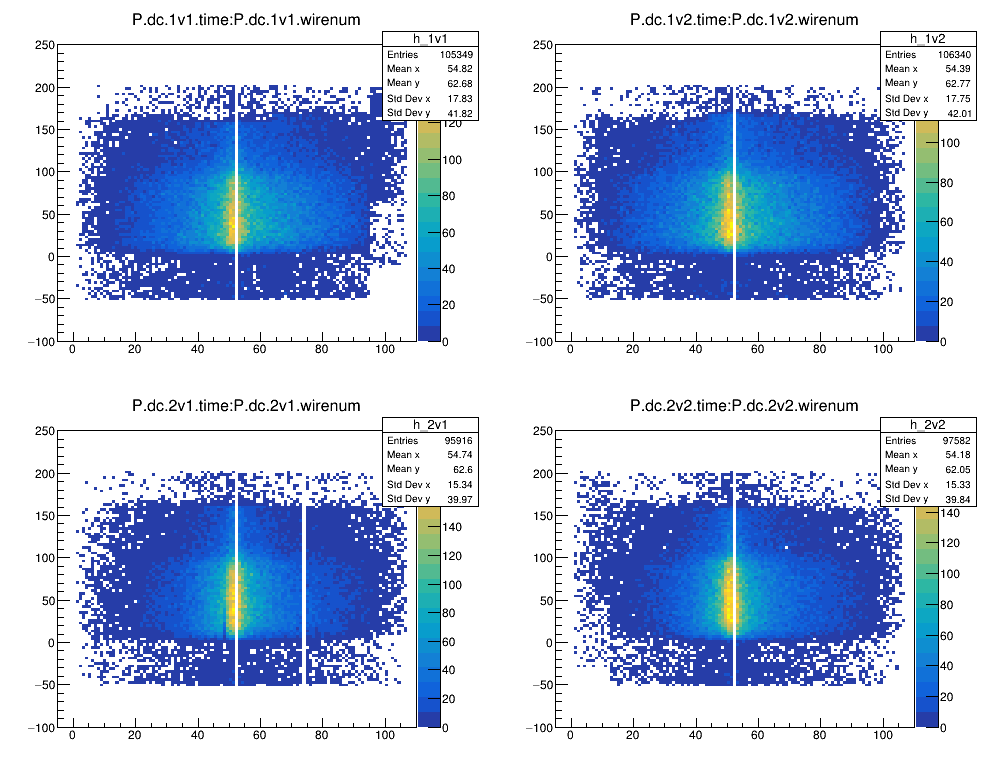 P.dc.1v1.time:P.dc.1v1.wirenum
h_1v1
Entries 105349
Mean x 54.82
Mean y 62.68
Std Dev x 17.83
Std Dev y 41.82
250
200
150
100
50
0
−50
−100
0 20 40 60 80 100
120
100
80
60
40
20
0
P.dc.1v2.time:P.dc.1v2.wirenum
h_1v2
Entries 106340
Mean x 54.39
Mean y 62.77
Std Dev x 17.75
Std Dev y 42.01
250
200
150
100
50
0
−50
−100
0 20 40 60 80 100
100
80
60
40
20
0
P.dc.2v1.time:P.dc.2v1.wirenum
h_2v1
Entries 95916
Mean x 54.74
Mean y 62.6
Std Dev x 15.34
Std Dev y 39.97
250
200
150
100
50
0
−50
−100
0 20 40 60 80 100
140
120
100
80
60
40
20
0
P.dc.2v2.time:P.dc.2v2.wirenum
h_2v2
Entries 97582
Mean x 54.18
Mean y 62.05
Std Dev x 15.33
Std Dev y 39.84
250
200
150
100
50
0
−50
−100
0 20 40 60 80 100
140
120
100
80
60
40
20
0